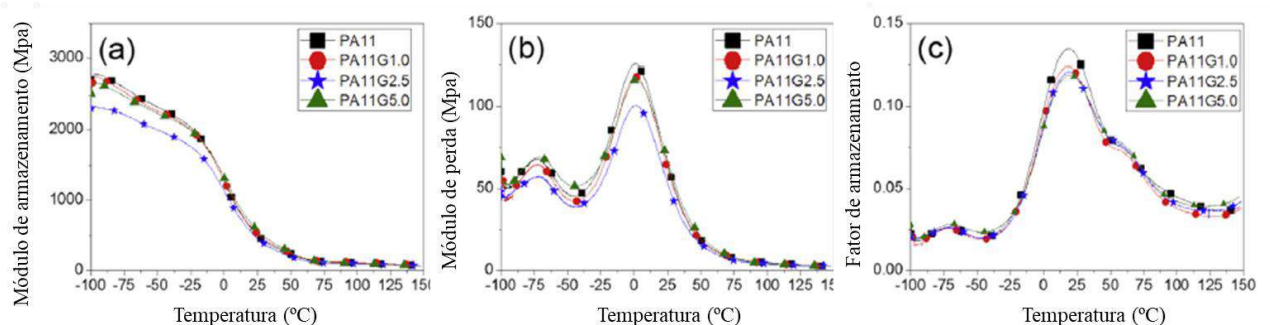 Módulo de armazenamento (Mpa)
3000
2000
1000
0
(a)
PA11
PA11G1.0
PA11G2.5
PA11G5.0
-100 -75 -50 -25 0 25 50 75 100 125 15
Temperatura (ºC)
Módulo de perda (Mpa)
150
100
50
0
(b)
PA11
PA11G1.0
PA11G2.5
PA11G5.0
-100 -75 -50 -25 0 25 50 75 100 125 15
Temperatura (ºC)
Fator de armazenamento
0.15
0.10
0.05
0.00
(c)
PA11
PA11G1.0
PA11G2.5
PA11G5.0
-100 -75 -50 -25 0 25 50 75 100 125 150
Temperatura (ºC)